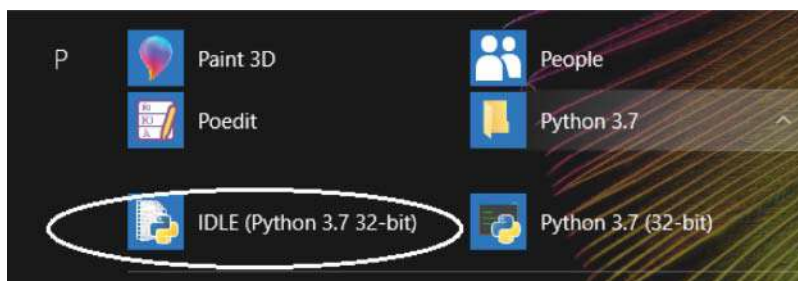 P
Paint 3D
People
Poedit
Python 3.7
IDLE (Python 3.7 32-bit)
Python 3.7 (32-bit)